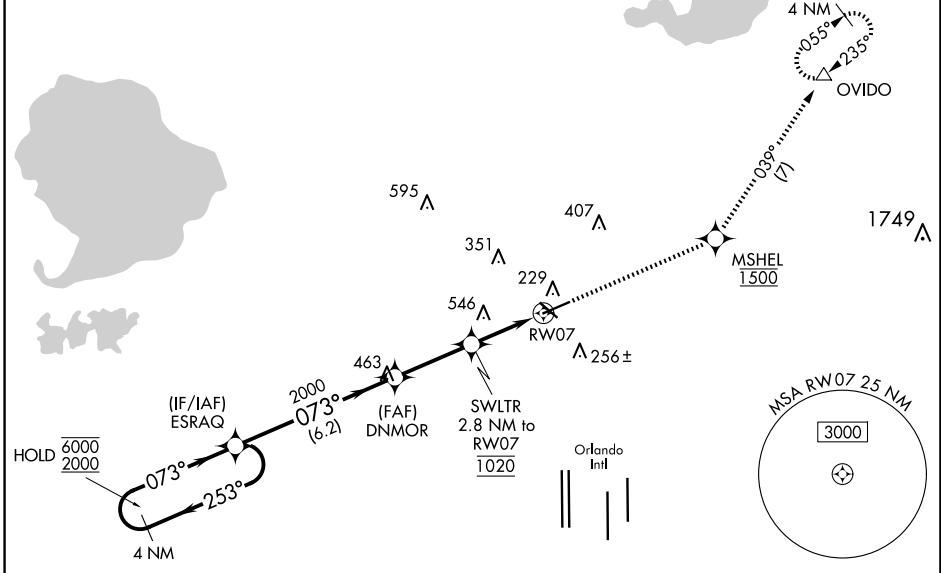 4 NM
055°
235°
OVIDO
039°
(7)
595
407
1749
351
MSHEL
1500
229
546
RW07
256±
463
2000
073°
(6.2)
(FAF)
DNMOR
SWLTR
2.8 NM to
RW07
1020
(IF/IAF)
ESRAQ
HOLD 6000
2000
073°
253°
4 NM
Orlando
Intl
MSA RW07 25 NM
3000